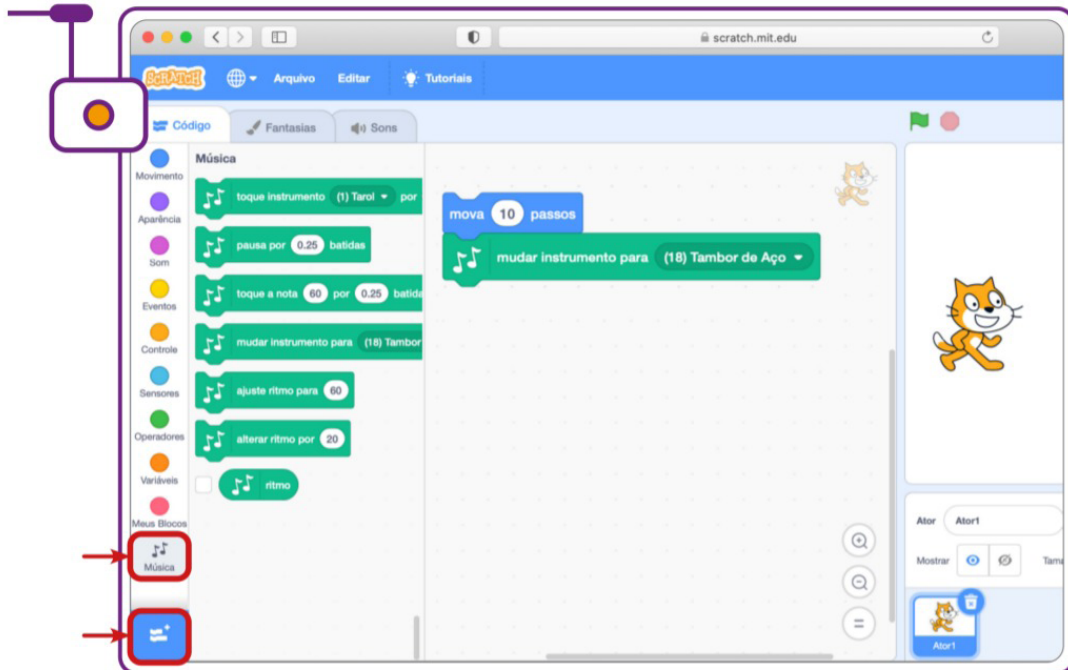 scratch.mit.edu
SCRATCH
Arquivo
Editar
Tutoriais
Código
Fantasias
Sons
Movimento
Aparência
Som
Eventos
Controle
Sensores
Operadores
Variáveis
Meus Blocos
Música
Música
toque instrumento (1) Tarol por
pausa por 0.25 batidas
toque a nota 60 por 0.25 batida
mudar instrumento para (18) Tambor
ajuste ritmo para 60
alterar ritmo por 20
ritmo
mova 10 passos
mudar instrumento para (18) Tambor de Aço
Ator Ator1
Mostrar
Tama
Ator1